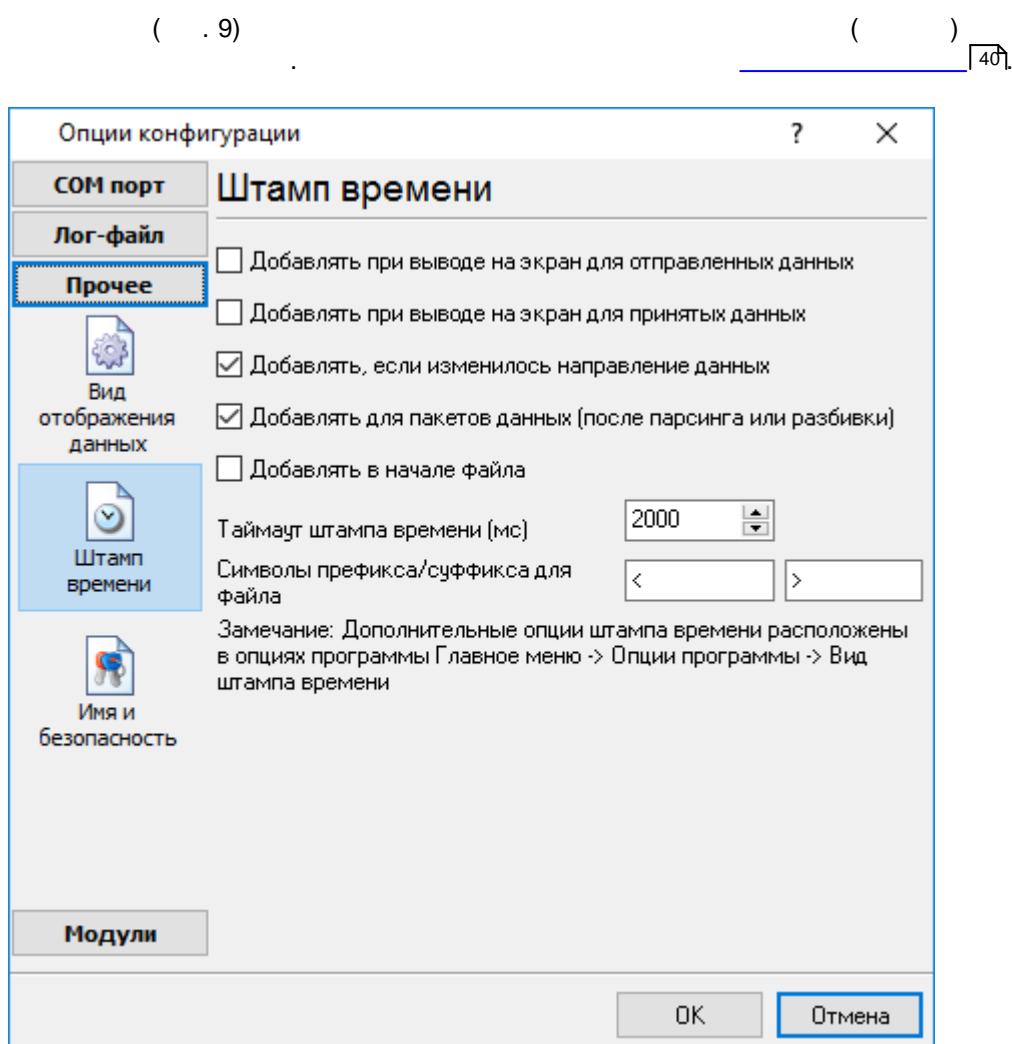 ( . 9) ( )
. 40.
Опции конфигурации ? ×
COM порт
Лог-файл
Прочее
Вид
отображения
данных
Штамп
времени
Имя и
безопасность
Модули
Штамп времени
Добавлять при выводе на экран для отправленных данных
Добавлять при выводе на экран для принятых данных
Добавлять, если изменилось направление данных
Добавлять для пакетов данных (после парсинга или разбивки)
Добавлять в начале файла
Таймаут штампа времени (мс) 2000
Символы префикса/суффикса для
файла < >
Замечание: Дополнительные опции штампа времени расположены
в опциях программы Главное меню -> Опции программы -> Вид
штампа времени
OK Отмена